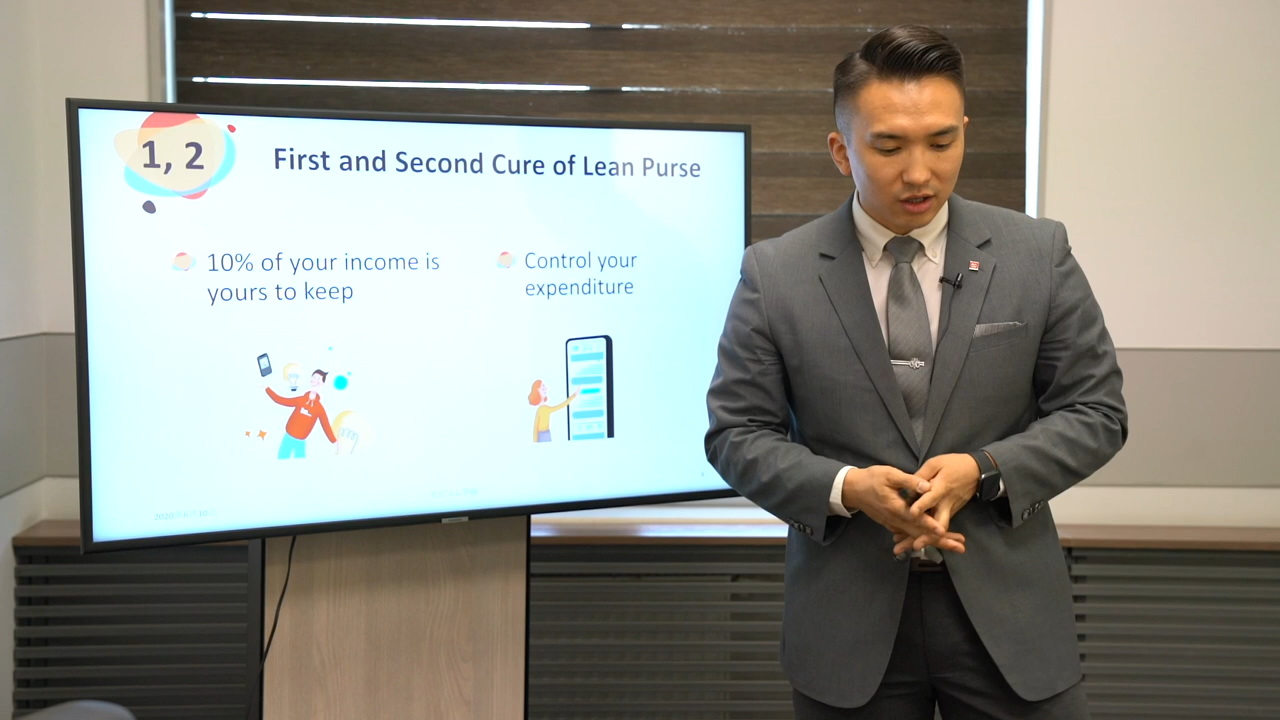 1, 2
First and Second Cure of Lean Purse
10% of your income is
yours to keep
Control your
expenditure